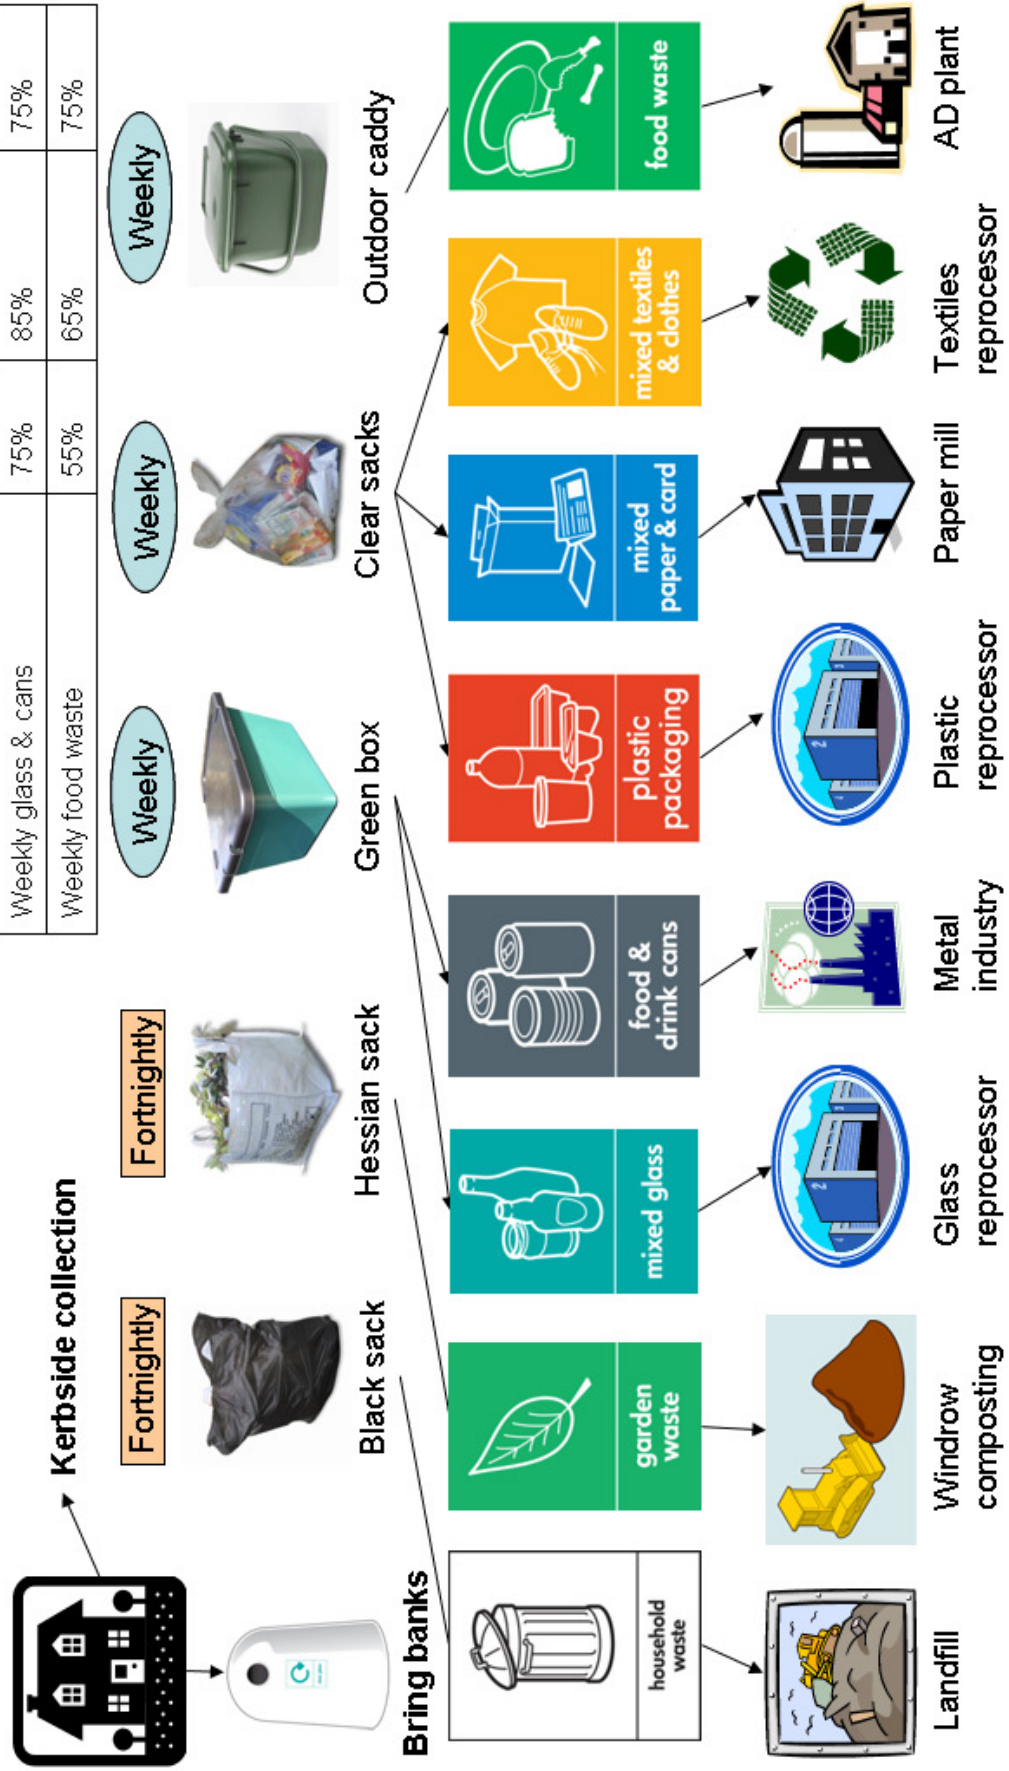 Weekly glass & cans 75% 85% 75%
Weekly food waste 55% 65% 75%
Kerbside collection
Fortnightly
Fortnightly
Weekly
Weekly
Weekly
Black sack
Hessian sack
Green box
Clear sacks
Outdoor caddy
Bring banks
household
waste
garden
waste
mixed glass
food &
drink cans
plastic
packaging
mixed
paper & card
mixed textiles
& clothes
food waste
Landfill
Windrow
composting
Glass
reprocessor
Metal
industry
Plastic
reprocessor
Paper mill
Textiles
reprocessor
AD plant